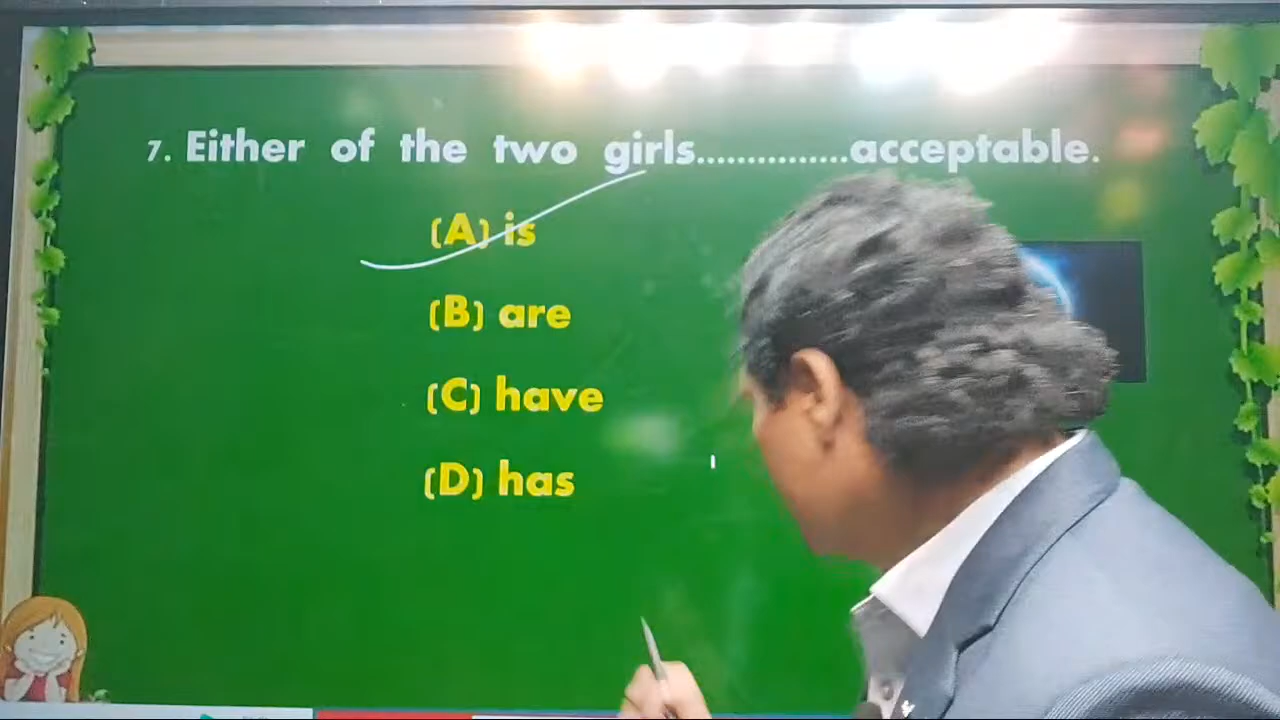 7. Either of the two girls...............acceptable.
(A) is
(B) are
(C) have
(D) has